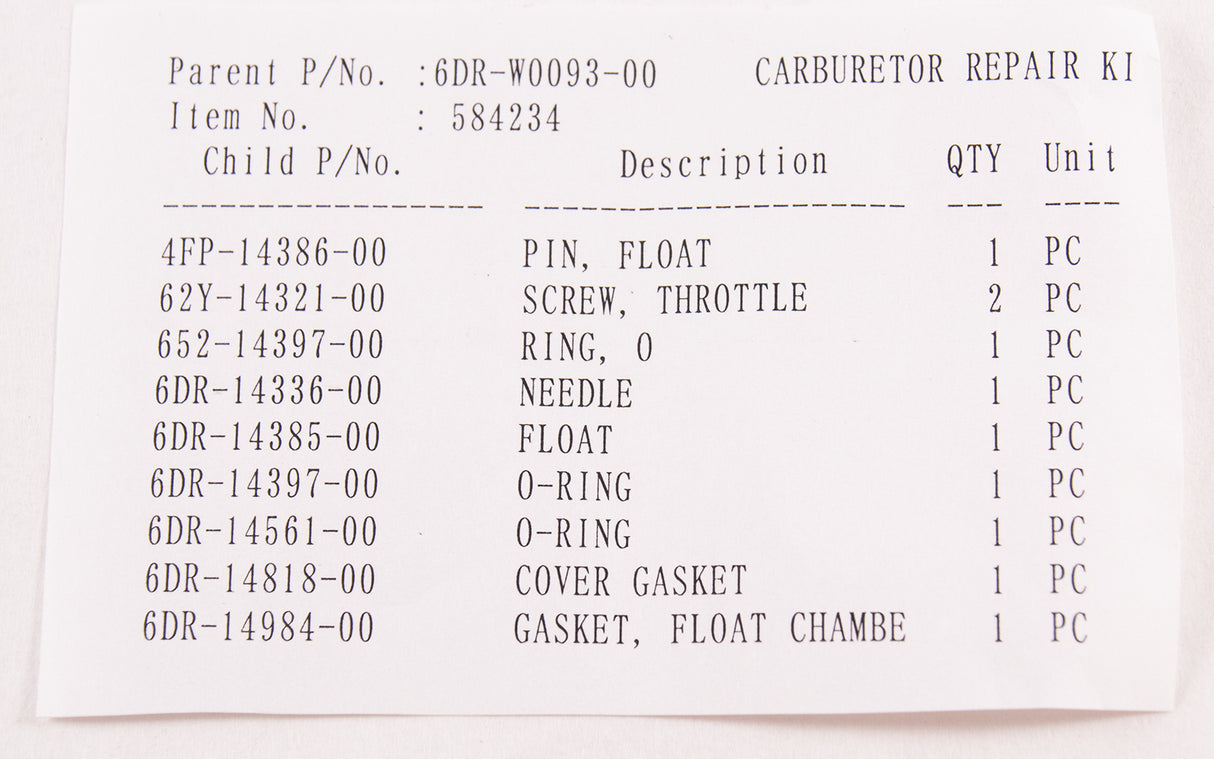 Parent P/No. :6DR-W0093-00 CARBURETOR REPAIR KI
Item No. : 584234
Child P/No. Description QTY Unit
------------------- ---------------------- --- ----
4FP-14386-00 PIN, FLOAT 1 PC
62Y-14321-00 SCREW, THROTTLE 2 PC
652-14397-00 RING, O 1 PC
6DR-14336-00 NEEDLE 1 PC
6DR-14385-00 FLOAT 1 PC
6DR-14397-00 O-RING 1 PC
6DR-14561-00 O-RING 1 PC
6DR-14818-00 COVER GASKET 1 PC
6DR-14984-00 GASKET, FLOAT CHAMBE 1 PC